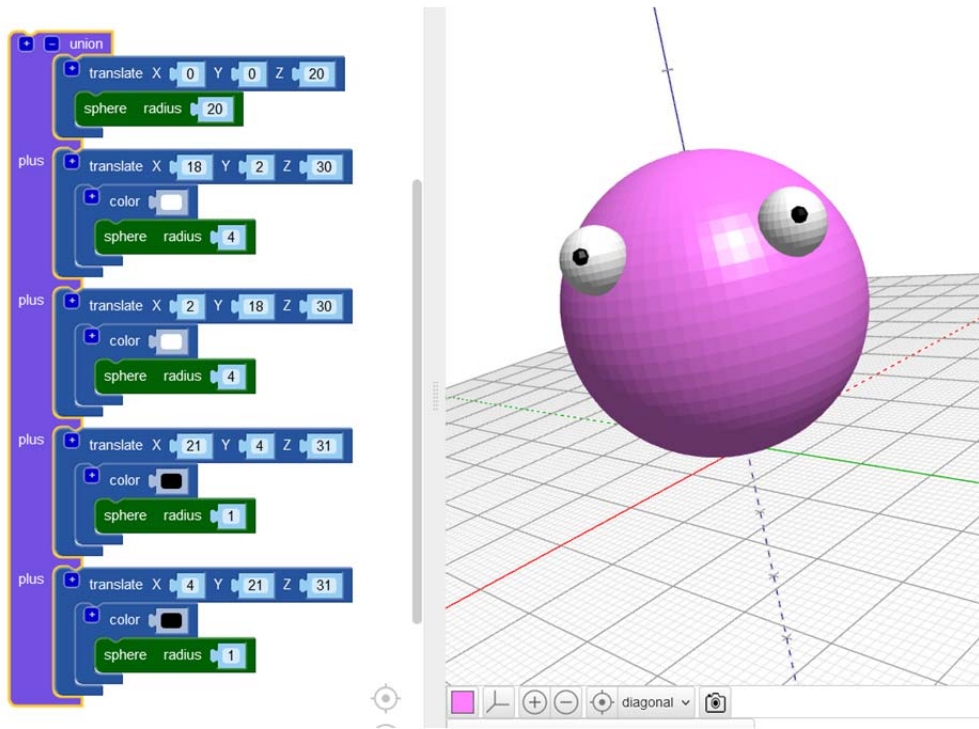 + - union
+ translate X 0 Y 0 Z 20
sphere radius 20
plus + translate X 18 Y 2 Z 30
+ color
sphere radius 4
plus + translate X 2 Y 18 Z 30
+ color
sphere radius 4
plus + translate X 21 Y 4 Z 31
+ color
sphere radius 1
plus + translate X 4 Y 21 Z 31
+ color
sphere radius 1
diagonal